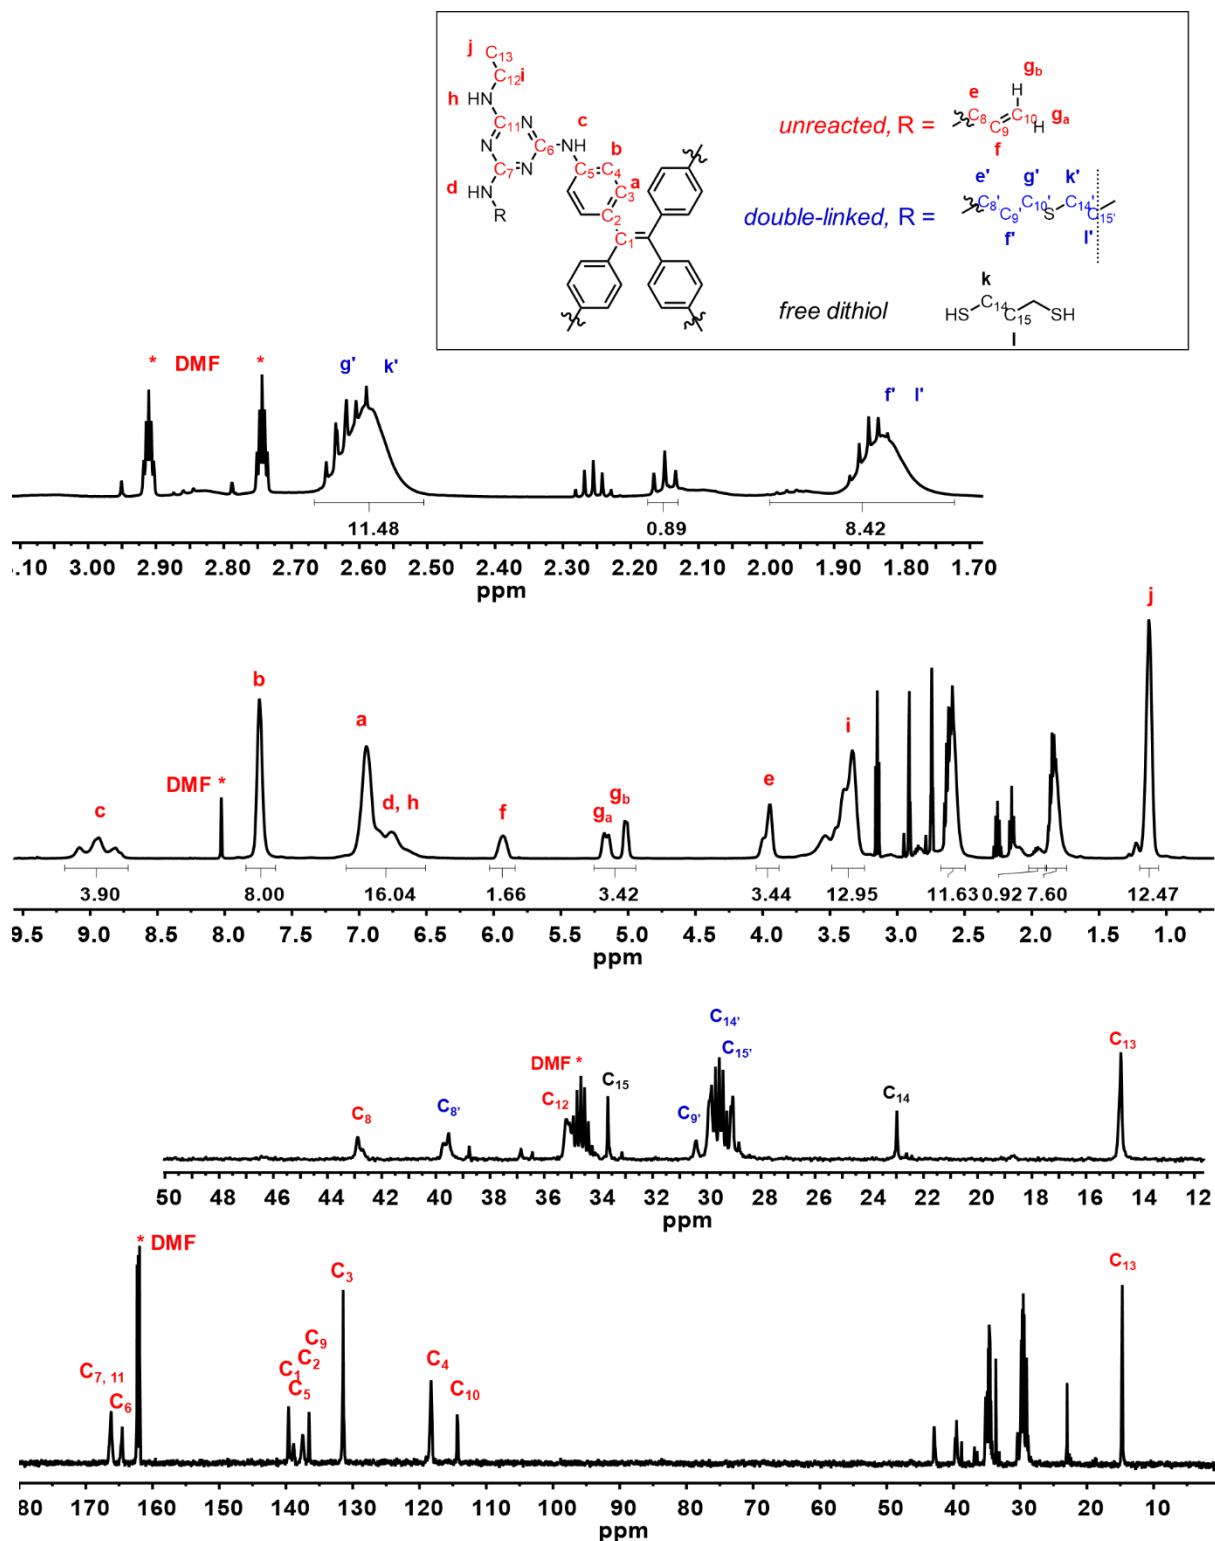 j
C13
C12 i
h
HN
C11 N
c
N C6 NH
b
C7 N
C5 C4
a
C3
d
HN
R
C2
C1
unreacted, R =
gb
H
e
C8 C10 ga
C9 H
f
double-linked, R =
e' g' k'
C8' C10' C14'
C9' S C15'
f' l'
free dithiol
k
HS C14 SH
C15
l
* DMF * g' k' f' l'
11.48 0.89 8.42
3.10 3.00 2.90 2.80 2.70 2.60 2.50 2.40 2.30 2.20 2.10 2.00 1.90 1.80 1.70
ppm
j
b
a i
DMF * e
c d, h f ga gb
3.90 8.00 16.04 1.66 3.42 3.44 12.95 11.63 0.92 7.60 12.47
9.5 9.0 8.5 8.0 7.5 7.0 6.5 6.0 5.5 5.0 4.5 4.0 3.5 3.0 2.5 2.0 1.5 1.0
ppm
C14'
C15'
DMF * C15 C13
C8 C8' C12 C9' C14
50 48 46 44 42 40 38 36 34 32 30 28 26 24 22 20 18 16 14 12
ppm
* DMF
C3 C13
C9
C7, 11 C1 C2 C4
C6 C5 C10
80 160 150 140 130 120 110 100 90 80 70 60 50 40 30 20 10
ppm